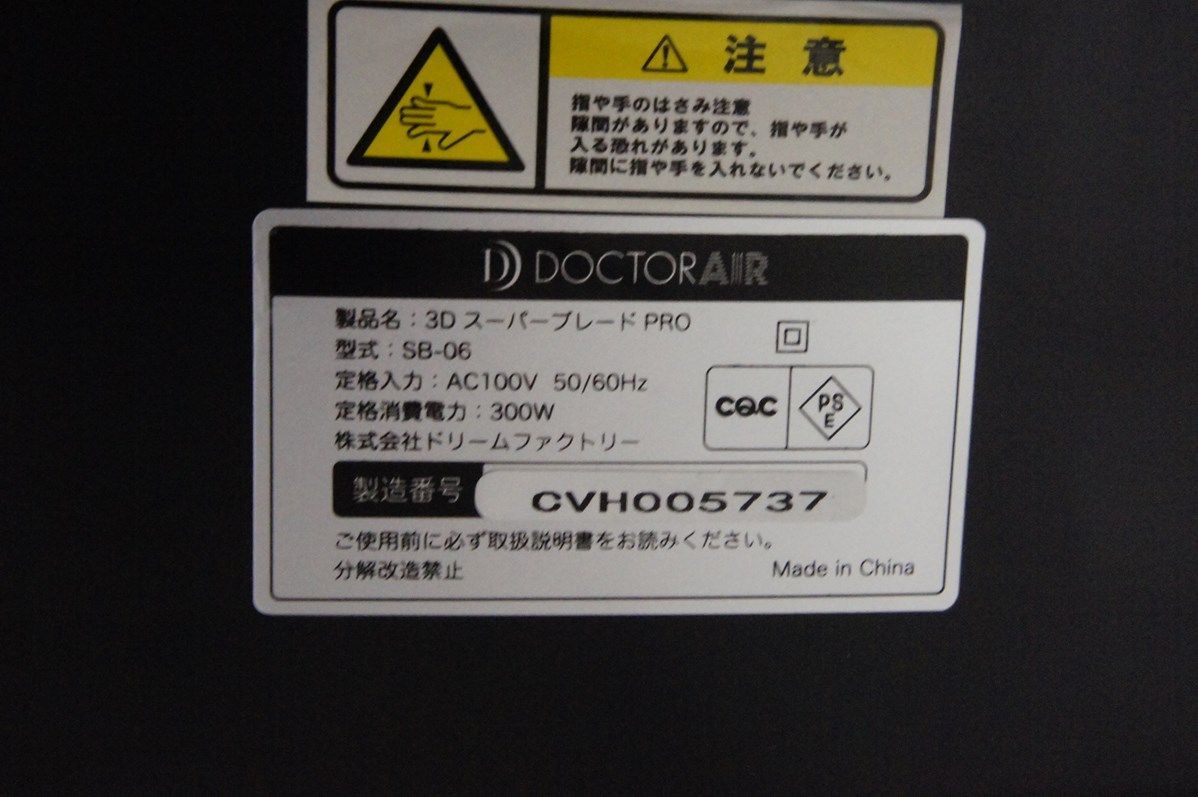 注意
指や手のはさみ注意
隙間がありますので、指や手が
入る恐れがあります。
隙間に指や手を入れないでください。
DOCTORAIR
製品名：3D スーパーブレード PRO
型式：SB-06
定格入力：AC100V 50/60Hz
定格消費電力：300W
株式会社ドリームファクトリー
CQC
PSE
製造番号 CVH005737
ご使用前に必ず取扱説明書をお読みください。
分解改造禁止
Made in China